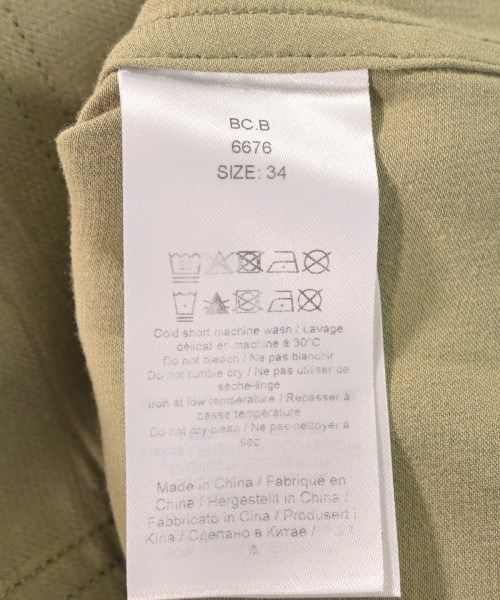 BC.B
6676
SIZE: 34
Cold short machine wash / Lavage
délicat en machine à 30°C
Do not bleach / Ne pas blanchir
Do not tumble dry / Ne pas utiliser de
sèche-linge
Iron at low temperature / Repasser à
basse température
Do not dry clean / Ne pas nettoyer à
sec
Made in China / Fabriqué en
Chine / Hergestellt in China /
Fabbricato in Cina / Produsert i
Kina / Сделано в Китае /